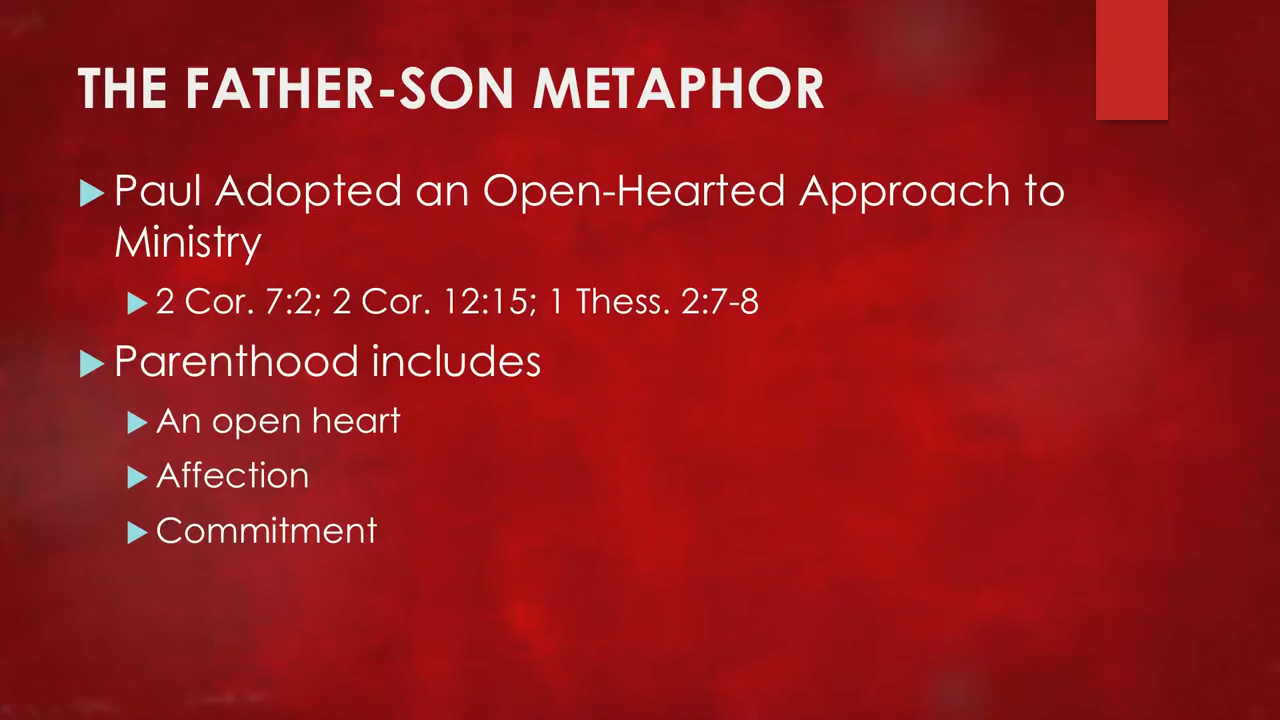 THE FATHER-SON METAPHOR
Paul Adopted an Open-Hearted Approach to
Ministry
2 Cor. 7:2; 2 Cor. 12:15; 1 Thess. 2:7-8
Parenthood includes
An open heart
Affection
Commitment